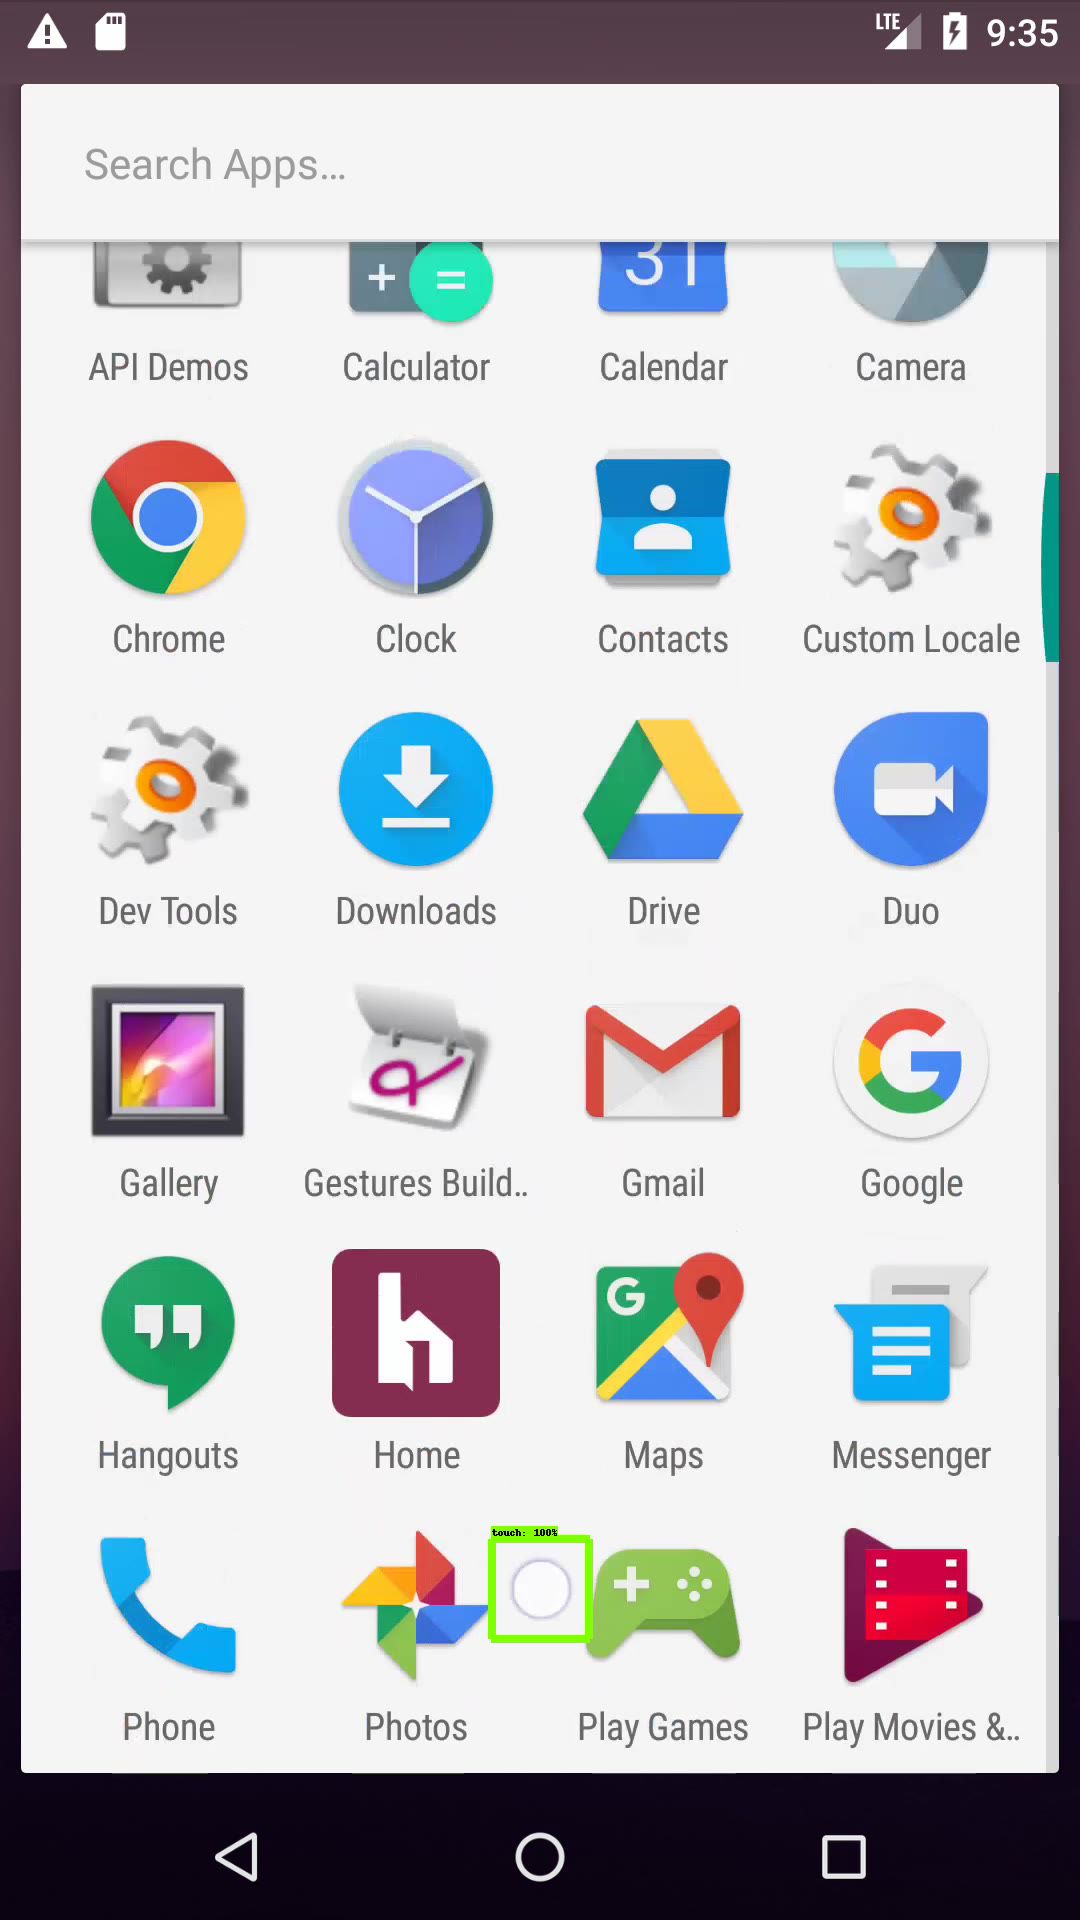 LTE 9:35
Search Apps...
31
API Demos Calculator Calendar Camera
Chrome Clock Contacts Custom Locale
Dev Tools Downloads Drive Duo
Gallery Gestures Build.. Gmail Google
G
Hangouts Home Maps Messenger
touch: 100%
Phone Photos Play Games Play Movies &..